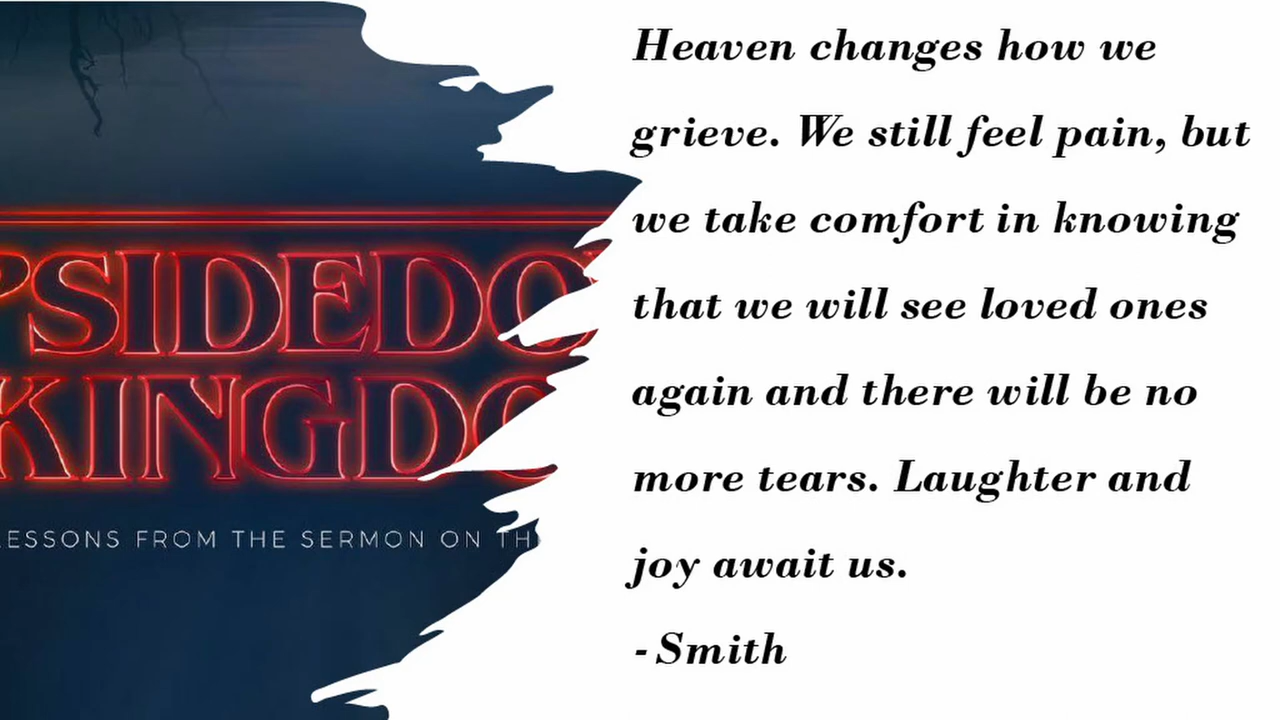 PSIDEDO
KINGDO
LESSONS FROM THE SERMON ON TH
Heaven changes how we
grieve. We still feel pain, but
we take comfort in knowing
that we will see loved ones
again and there will be no
more tears. Laughter and
joy await us.
-Smith